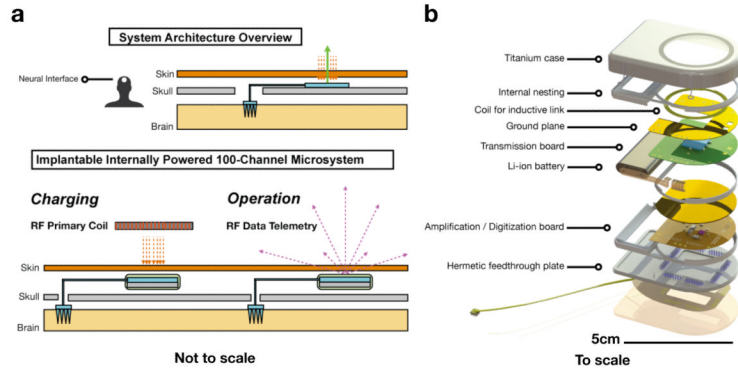 a
System Architecture Overview
Neural Interface
Skin
Skull
Brain
Implantable Internally Powered 100-Channel Microsystem
Charging
Operation
RF Primary Coil
RF Data Telemetry
Skin
Skull
Brain
Not to scale
b
Titanium case
Internal nesting
Coil for inductive link
Ground plane
Transmission board
Li-ion battery
Amplification / Digitization board
Hermetic feedthrough plate
5cm
To scale